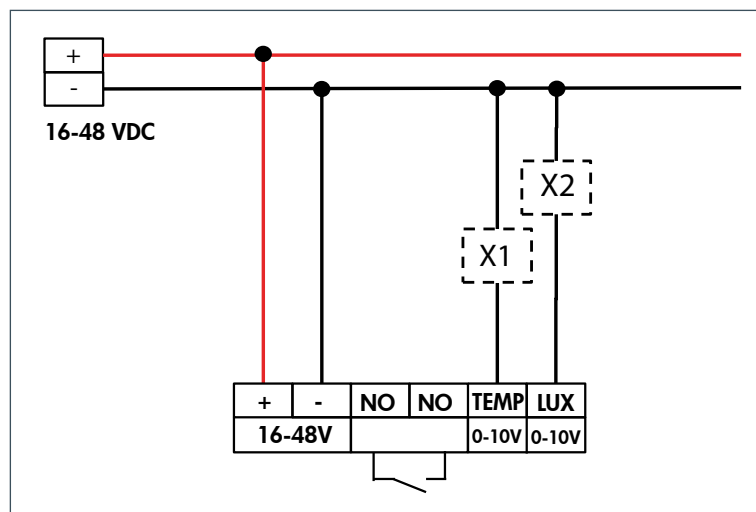 +
-
16-48 VDC
X2
X1
+ - NO NO TEMP LUX
16-48V 0-10V 0-10V